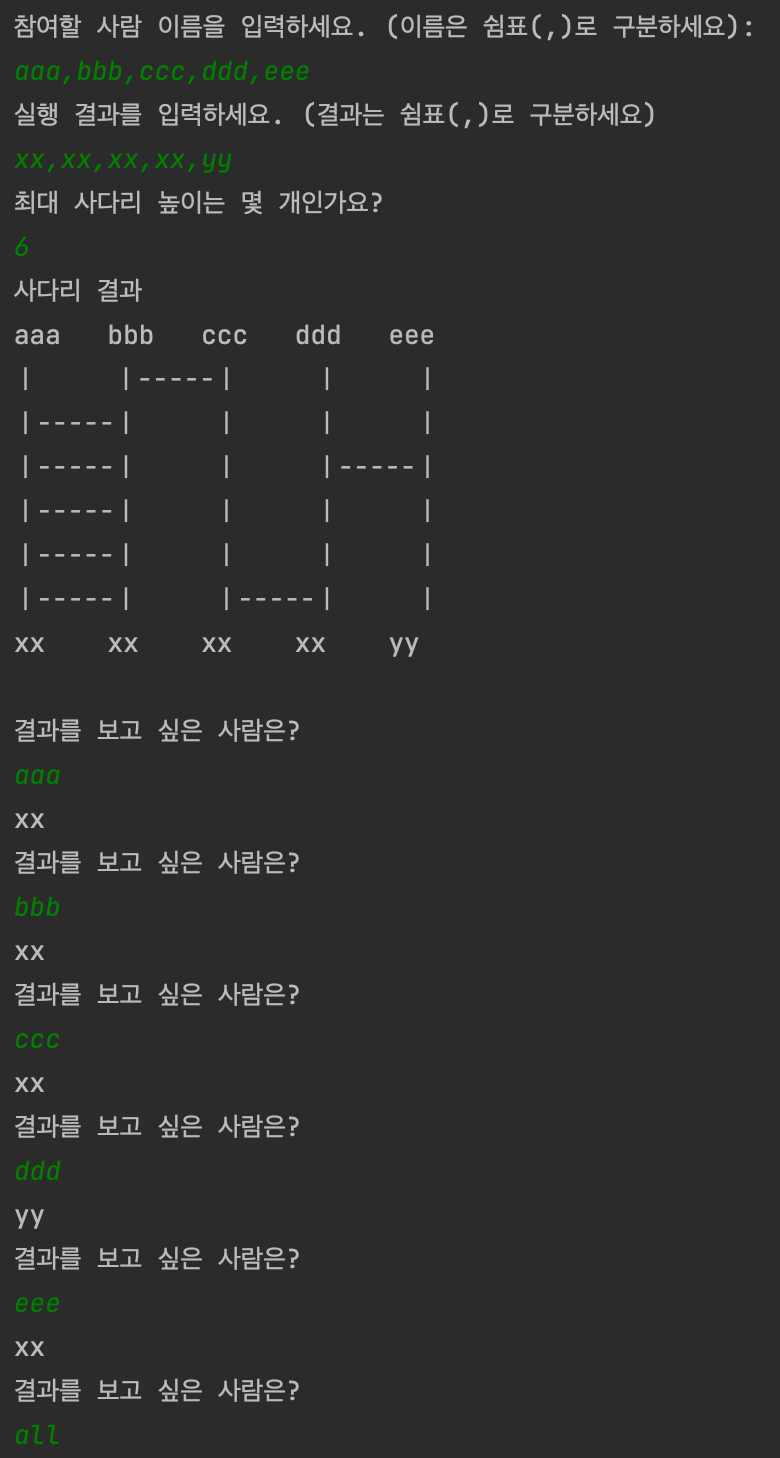 참여할 사람 이름을 입력하세요. (이름은 쉼표(,)로 구분하세요):
aaa,bbb,ccc,ddd,eee
실행 결과를 입력하세요. (결과는 쉼표(,)로 구분하세요)
xx,xx,xx,xx,yy
최대 사다리 높이는 몇 개인가요?
6
사다리 결과
aaa   bbb   ccc   ddd   eee
|     |-----|     |     |
|-----|     |     |     |
|-----|     |     |-----|
|-----|     |     |     |
|-----|     |     |     |
|-----|     |-----|     |
xx    xx    xx    xx    yy
결과를 보고 싶은 사람은?
aaa
xx
결과를 보고 싶은 사람은?
bbb
xx
결과를 보고 싶은 사람은?
ccc
xx
결과를 보고 싶은 사람은?
ddd
yy
결과를 보고 싶은 사람은?
eee
xx
결과를 보고 싶은 사람은?
all